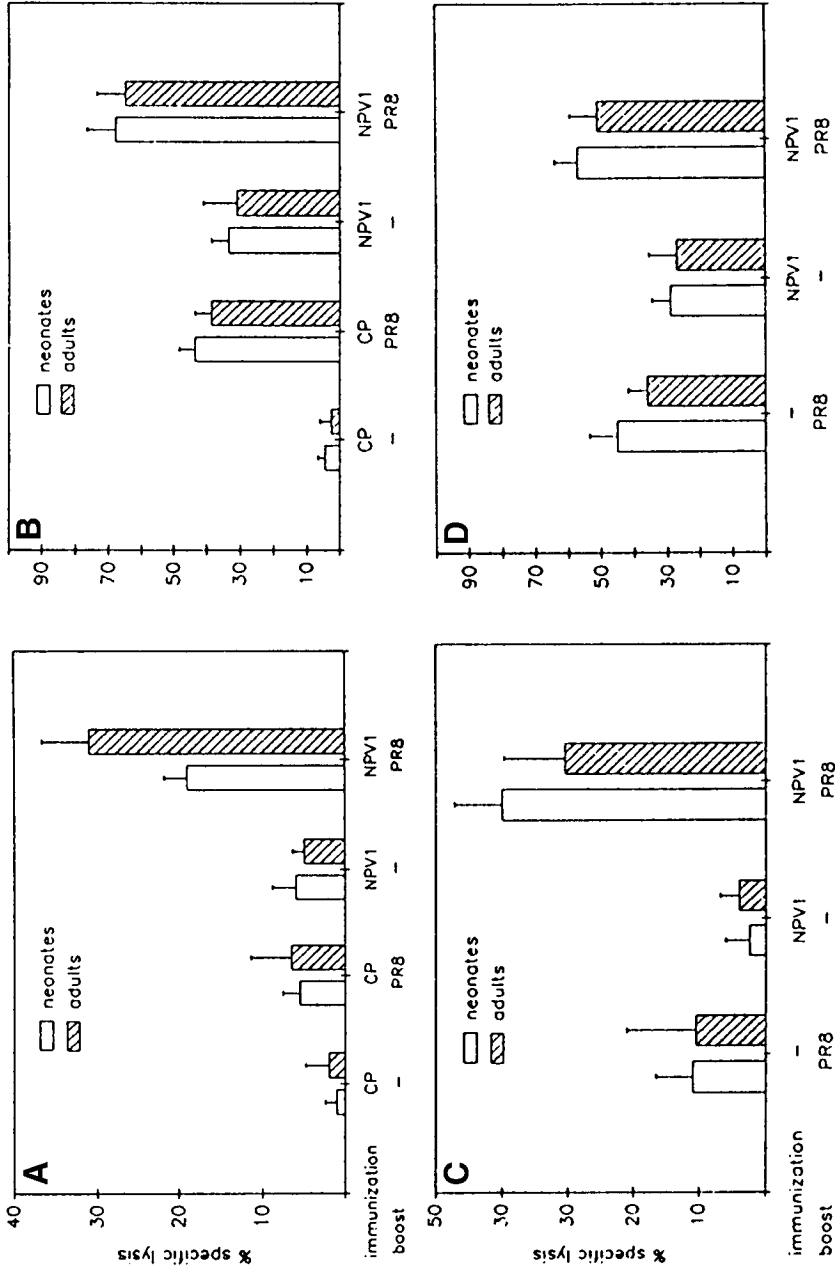 A
40
30
20
10
% specific lysis
neonates
adults
immunization CP CP NPV1 NPV1
boost – PR8 – PR8
B
90
70
50
30
10
neonates
adults
CP CP NPV1 NPV1
– PR8 – PR8
C
50
40
30
20
10
% specific lysis
neonates
adults
immunization – NPV1 NPV1
boost PR8 – PR8
D
90
70
50
30
10
neonates
adults
– NPV1 NPV1
PR8 – PR8